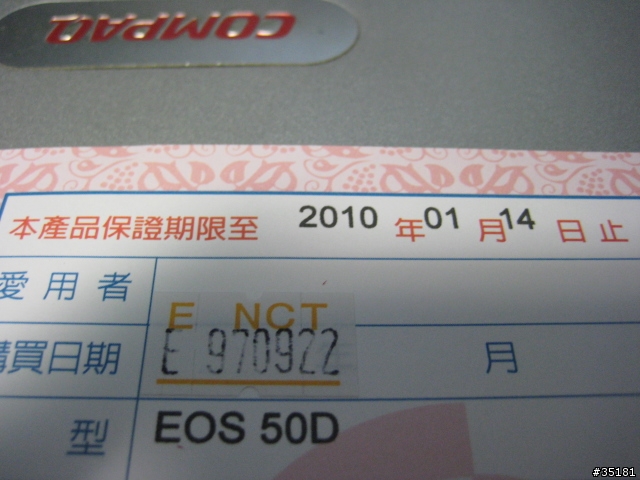 COMPAQ
本產品保證期限至 2010 年 01 月 14 日止
愛用者
E NCT
購買日期 E 970922 月
型 EOS 50D
#35181